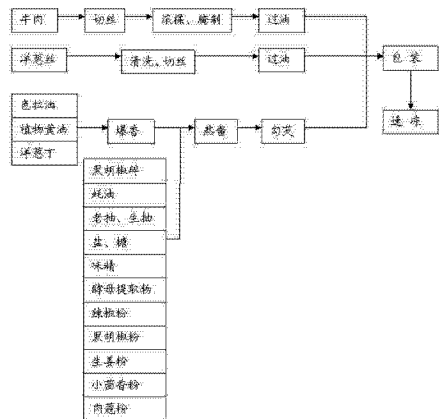 牛肉
切丝
滚揉、腌制
过油
洋葱丝
清洗、切丝
过油
包装
速冻
色拉油
植物黄油
洋葱丁
爆香
熬酱
勾芡
黑胡椒碎
蚝油
老抽、生抽
盐、糖
味精
酵母提取物
辣椒粉
黑胡椒粉
生姜粉
小茴香粉
肉蔻粉